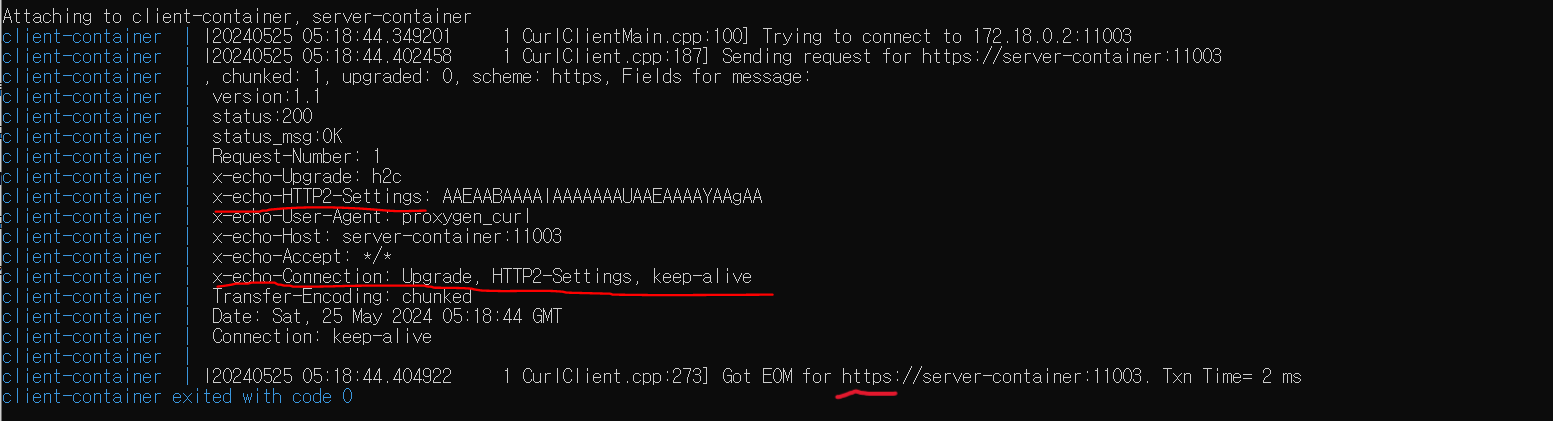 Attaching to client-container, server-container
client-container | I20240525 05:18:44.349201 1 CurlClientMain.cpp:100] Trying to connect to 172.18.0.2:11003
client-container | I20240525 05:18:44.402458 1 CurlClient.cpp:187] Sending request for https://server-container:11003
client-container | , chunked: 1, upgraded: 0, scheme: https, Fields for message:
client-container | version:1.1
client-container | status:200
client-container | status_msg:OK
client-container | Request-Number: 1
client-container | x-echo-Upgrade: h2c
client-container | x-echo-HTTP2-Settings: AAEAABAAAAIAAAAAAAUAAEAAAAYAAgAA
client-container | x-echo-User-Agent: proxygen_curl
client-container | x-echo-Host: server-container:11003
client-container | x-echo-Accept: */*
client-container | x-echo-Connection: Upgrade, HTTP2-Settings, keep-alive
client-container | Transfer-Encoding: chunked
client-container | Date: Sat, 25 May 2024 05:18:44 GMT
client-container | Connection: keep-alive
client-container |
client-container | I20240525 05:18:44.404922 1 CurlClient.cpp:273] Got EOM for https://server-container:11003. Txn Time= 2 ms
client-container exited with code 0